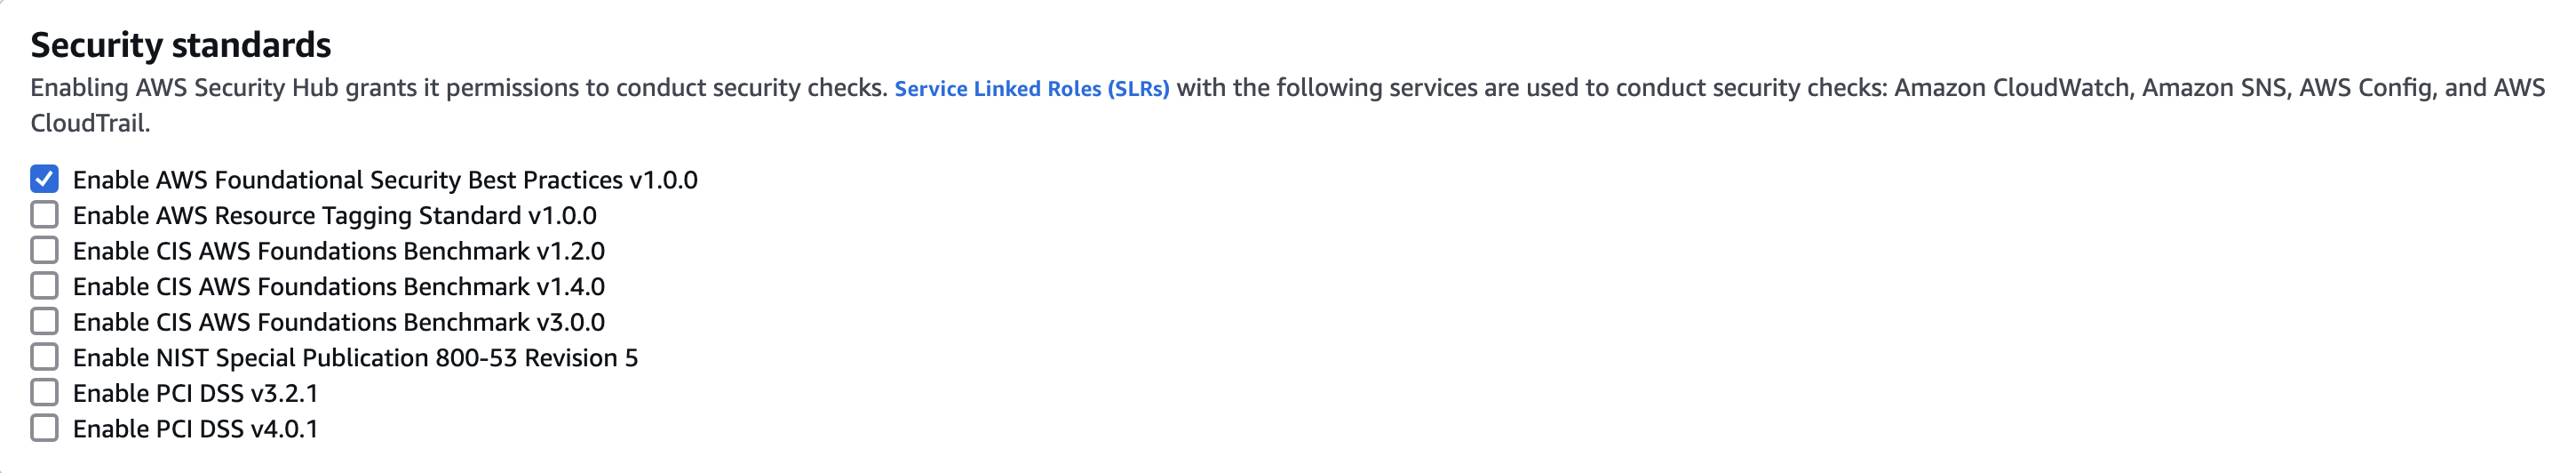 Security standards
Enabling AWS Security Hub grants it permissions to conduct security checks. Service Linked Roles (SLRs) with the following services are used to conduct security checks: Amazon CloudWatch, Amazon SNS, AWS Config, and AWS
CloudTrail.
Enable AWS Foundational Security Best Practices v1.0.0
Enable AWS Resource Tagging Standard v1.0.0
Enable CIS AWS Foundations Benchmark v1.2.0
Enable CIS AWS Foundations Benchmark v1.4.0
Enable CIS AWS Foundations Benchmark v3.0.0
Enable NIST Special Publication 800-53 Revision 5
Enable PCI DSS v3.2.1
Enable PCI DSS v4.0.1